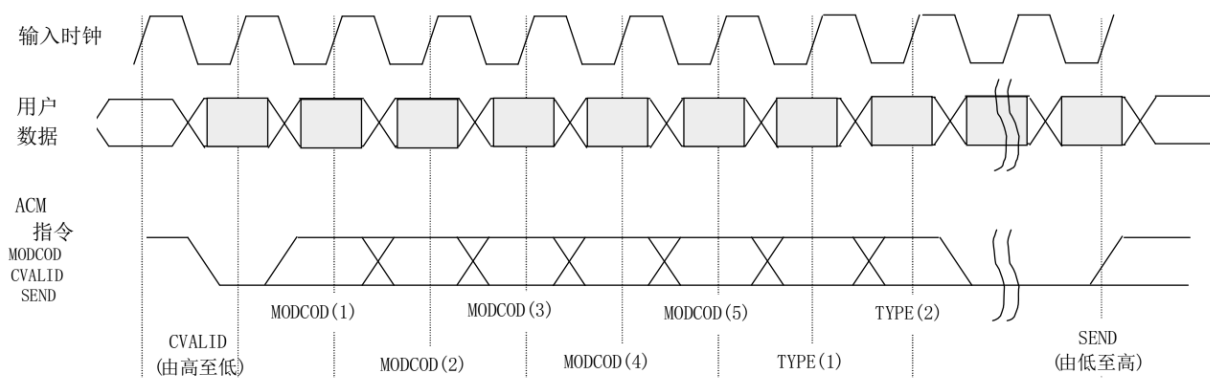 输入时钟
用户
数据
ACM
指令
MODCOD
CVALID
SEND
MODCOD(1)
MODCOD(3)
MODCOD(5)
TYPE(2)
CVALID
(由高至低)
MODCOD(2)
MODCOD(4)
TYPE(1)
SEND
(由低至高)